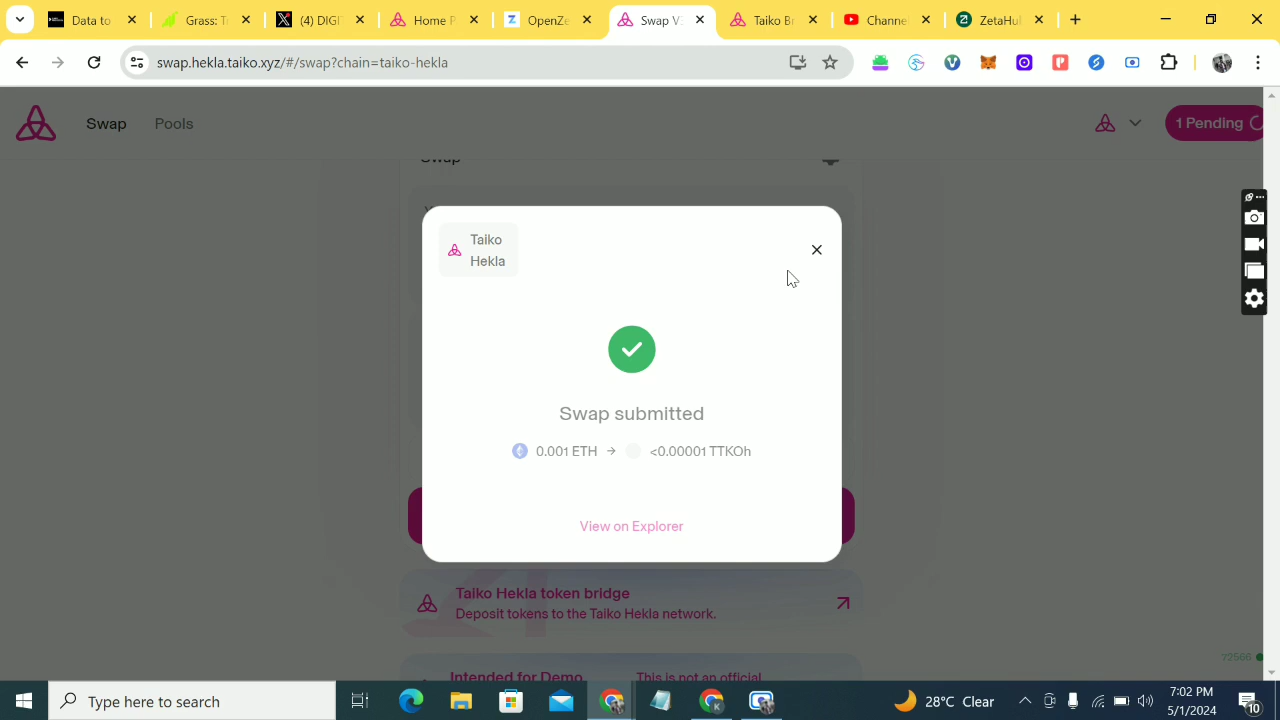 Data to
Grass: T
(4) DIGI
Home P
OpenZe
Swap V
Taiko Br
Channe
ZetaHul
swap.hekla.taiko.xyz/#/swap?chain=taiko-hekla
Swap
Pools
1 Pending
Swap
Taiko
Hekla
Swap submitted
0.001 ETH → <0.00001 TTKOh
View on Explorer
Taiko Hekla token bridge
Deposit tokens to the Taiko Hekla network.
Intended for Demo
This is not an official
Type here to search
28°C Clear
7:02 PM
5/1/2024
10